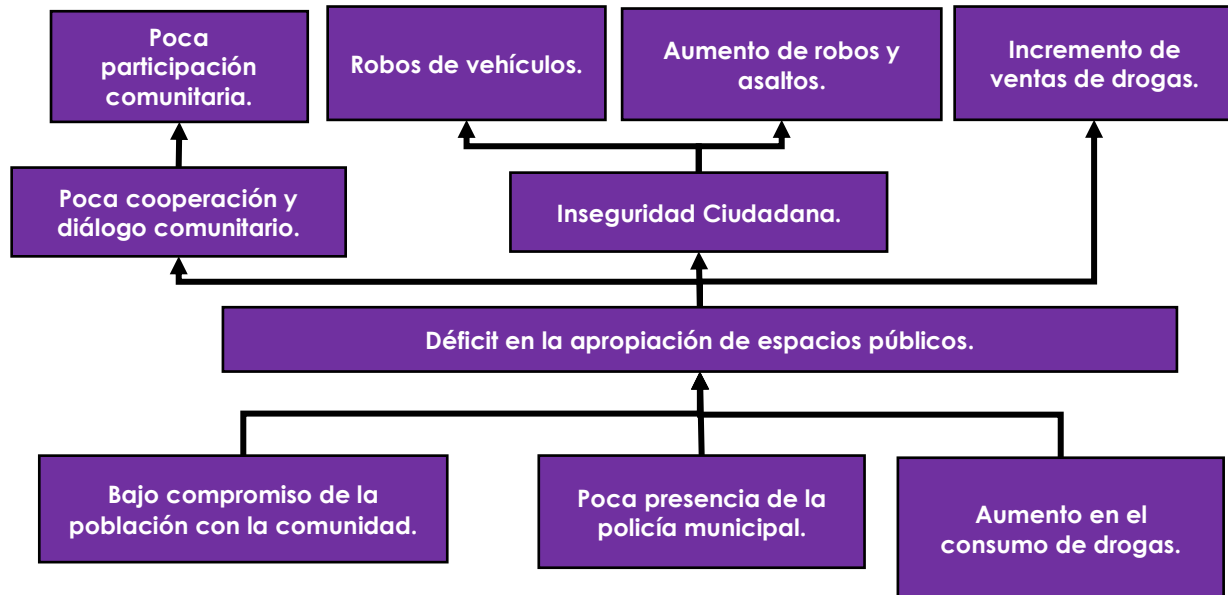 Poca
participación
comunitaria.
Robos de vehículos.
Aumento de robos y
asaltos.
Incremento de
ventas de drogas.
Poca cooperación y
diálogo comunitario.
Inseguridad Ciudadana.
Déficit en la apropiación de espacios públicos.
Bajo compromiso de la
población con la comunidad.
Poca presencia de la
policía municipal.
Aumento en el
consumo de drogas.